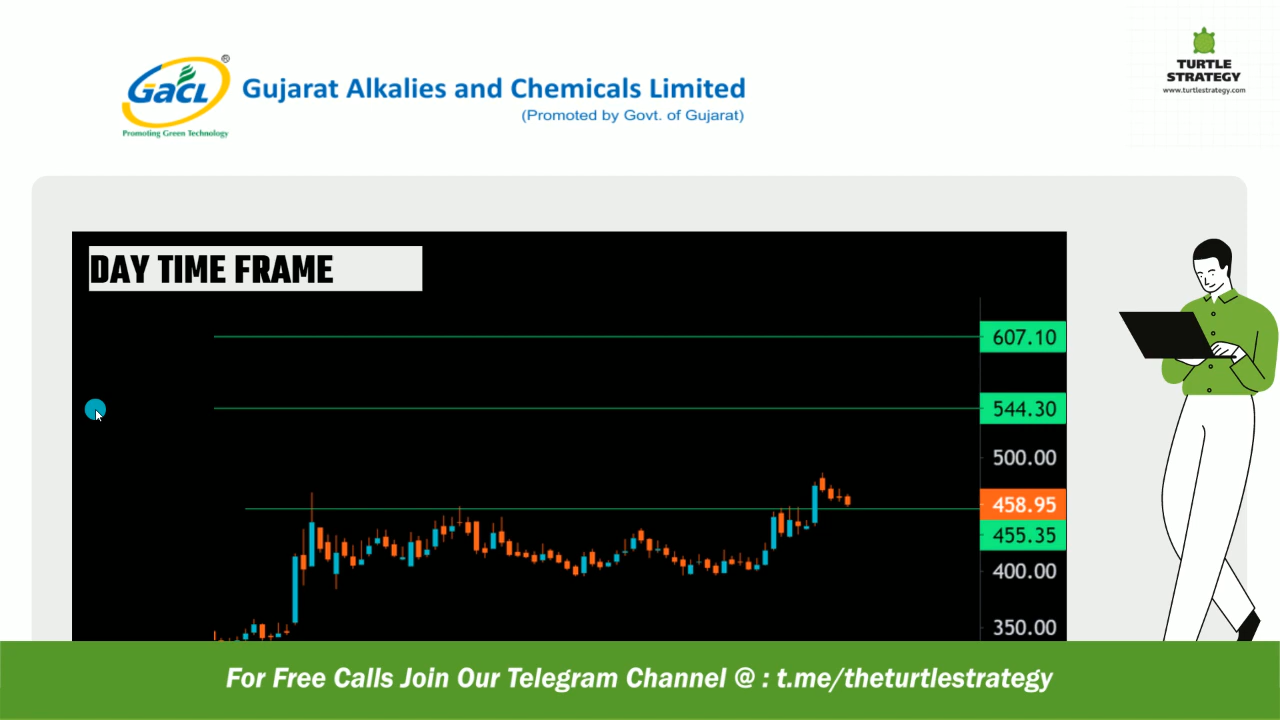 GACL
®
Promoting Green Technology
Gujarat Alkalies and Chemicals Limited
(Promoted by Govt. of Gujarat)
TURTLE
STRATEGY
www.turtlestrategy.com
DAY TIME FRAME
607.10
544.30
500.00
458.95
455.35
400.00
350.00
For Free Calls Join Our Telegram Channel @ : t.me/theturtlestrategy